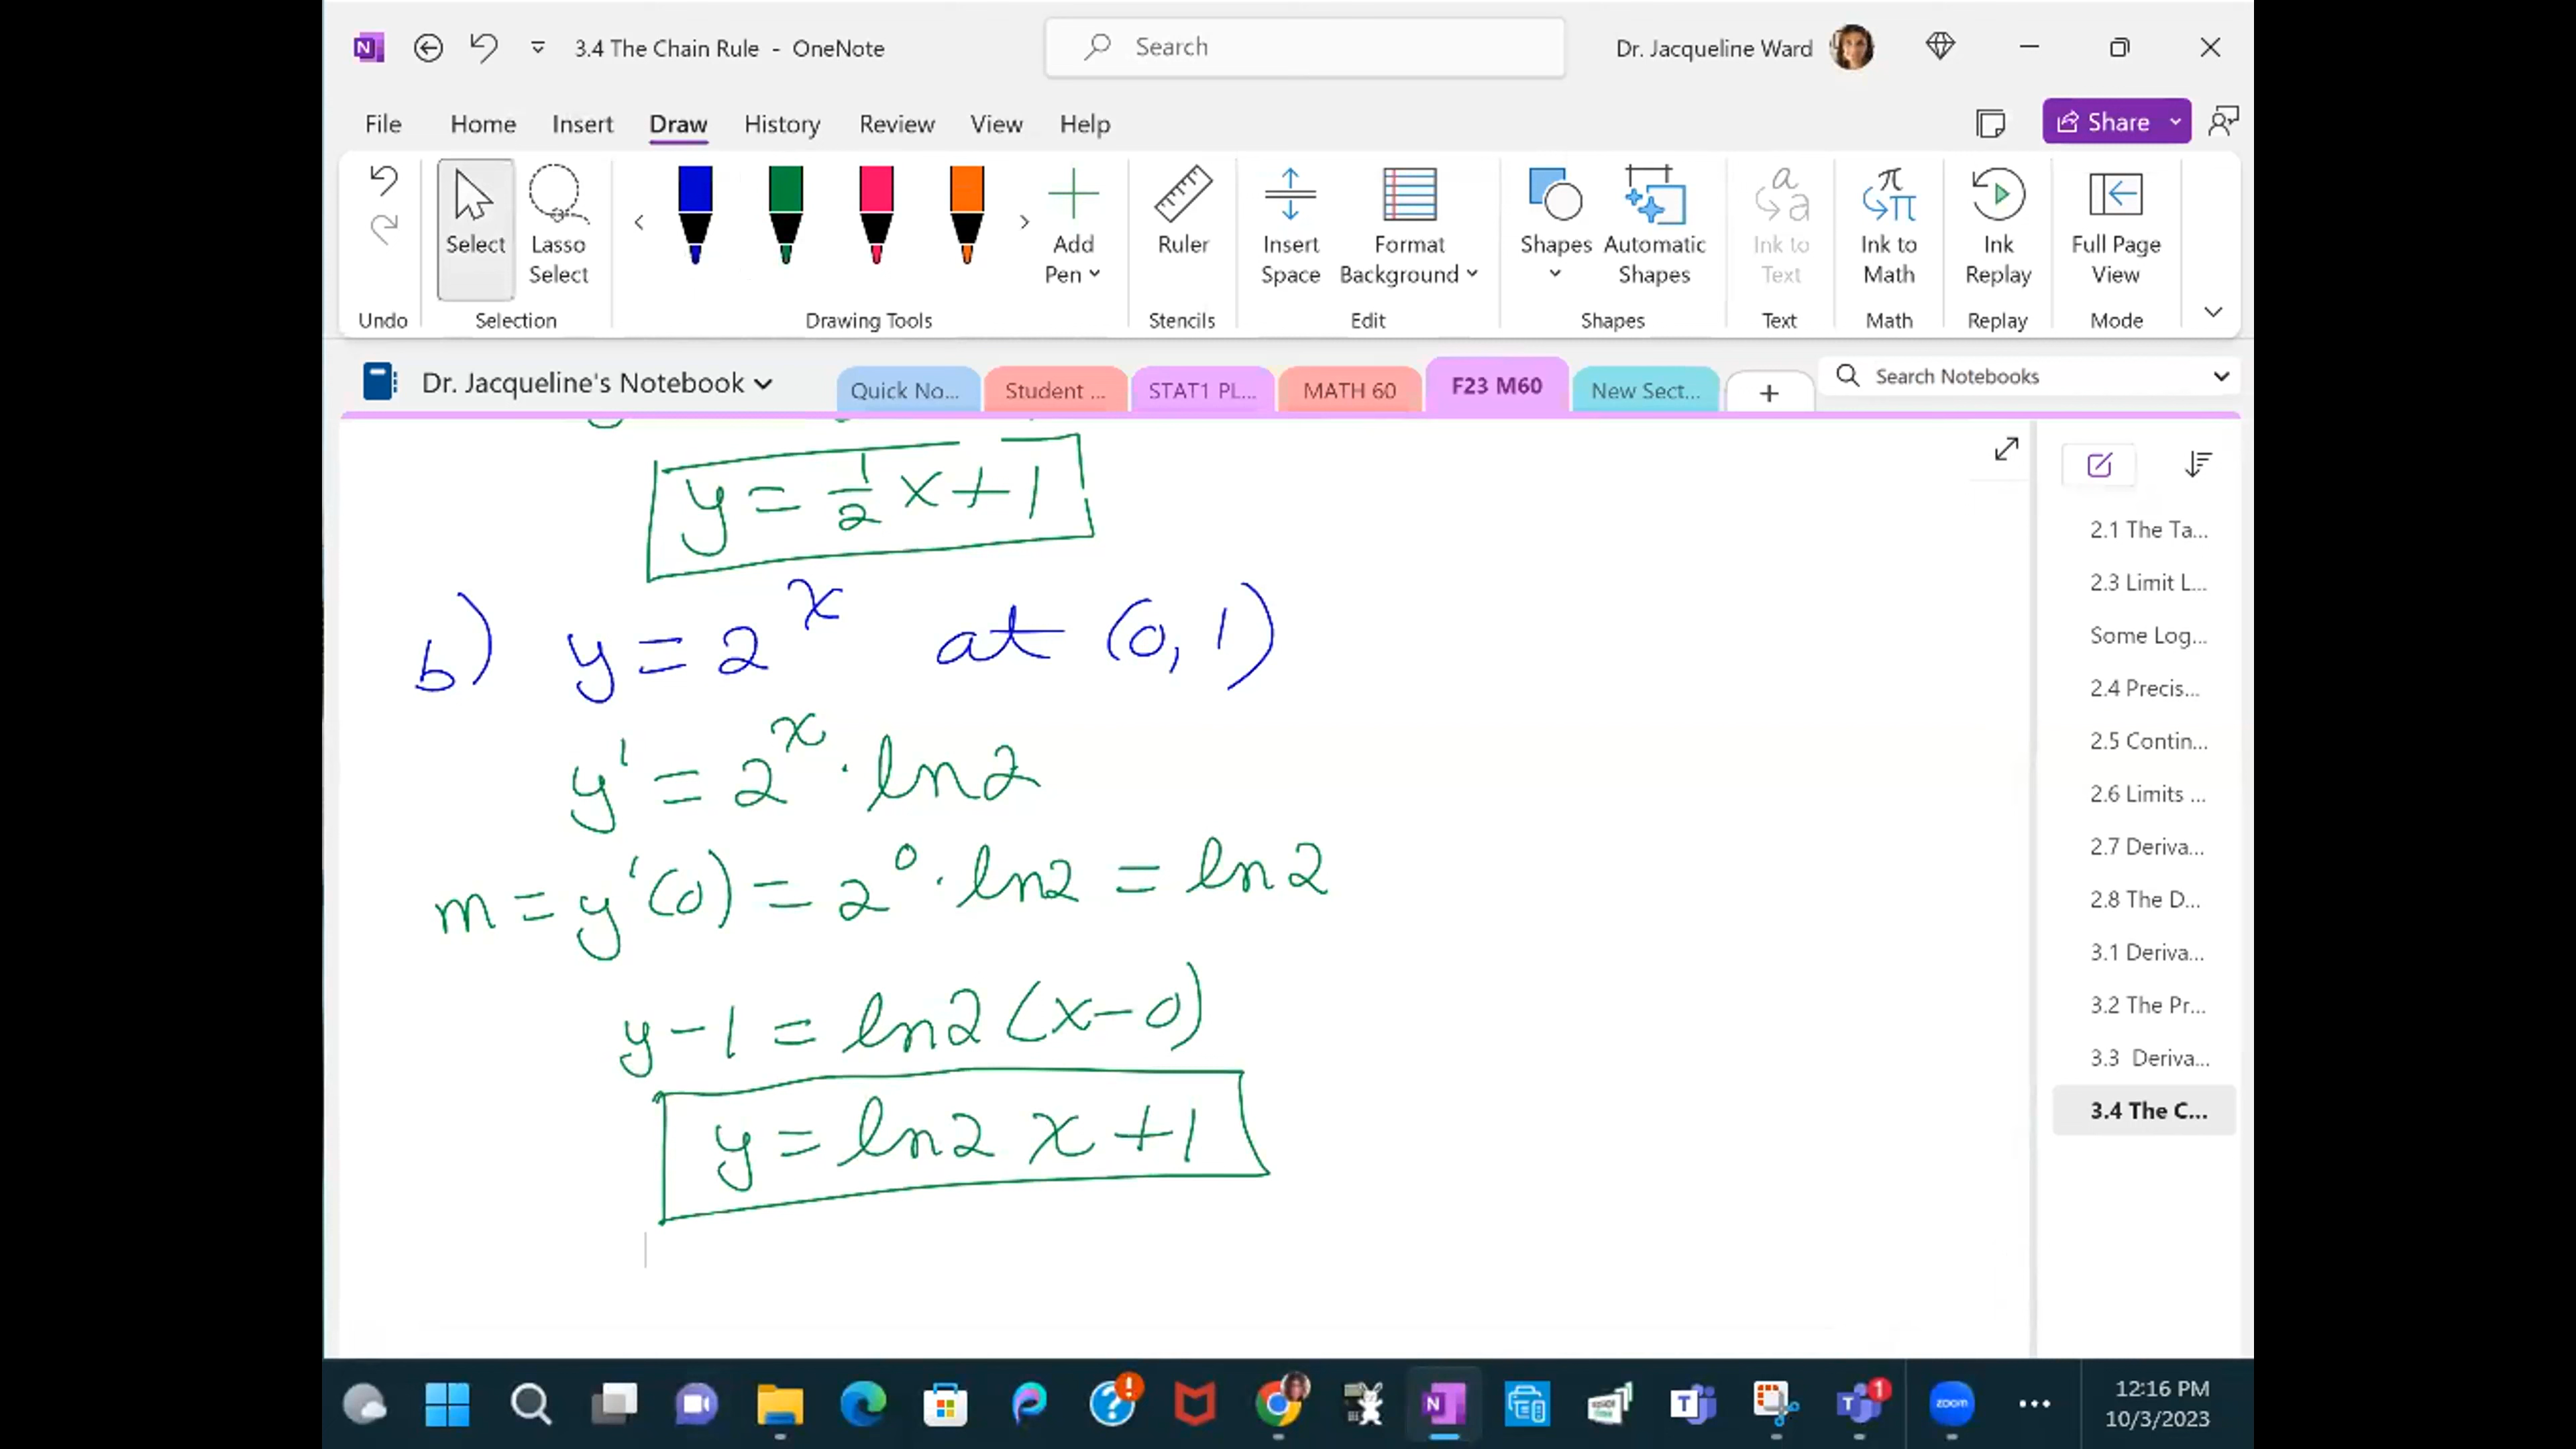 3.4 The Chain Rule - OneNote
Search
Dr. Jacqueline Ward
File Home Insert Draw History Review View Help
Share
Select
Lasso Select
Add Pen
Ruler
Insert Space
Format Background
Shapes
Automatic Shapes
Ink to Text
Ink to Math
Ink Replay
Full Page View
Undo Selection Drawing Tools Stencils Edit Shapes Text Math Replay Mode
Dr. Jacqueline's Notebook
Quick No...
Student ...
STAT1 PL...
MATH 60
F23 M60
New Sect...
+
Search Notebooks
y = 1/2 x + 1
b) y = 2^x at (0, 1)
y' = 2^x · ln2
m = y'(0) = 2^0 · ln2 = ln2
y - 1 = ln2 (x - 0)
y = ln2 x + 1
2.1 The Ta...
2.3 Limit L...
Some Log...
2.4 Precis...
2.5 Contin...
2.6 Limits ...
2.7 Deriva...
2.8 The D...
3.1 Deriva...
3.2 The Pr...
3.3 Deriva...
3.4 The C...
zoom
1
12:16 PM
10/3/2023